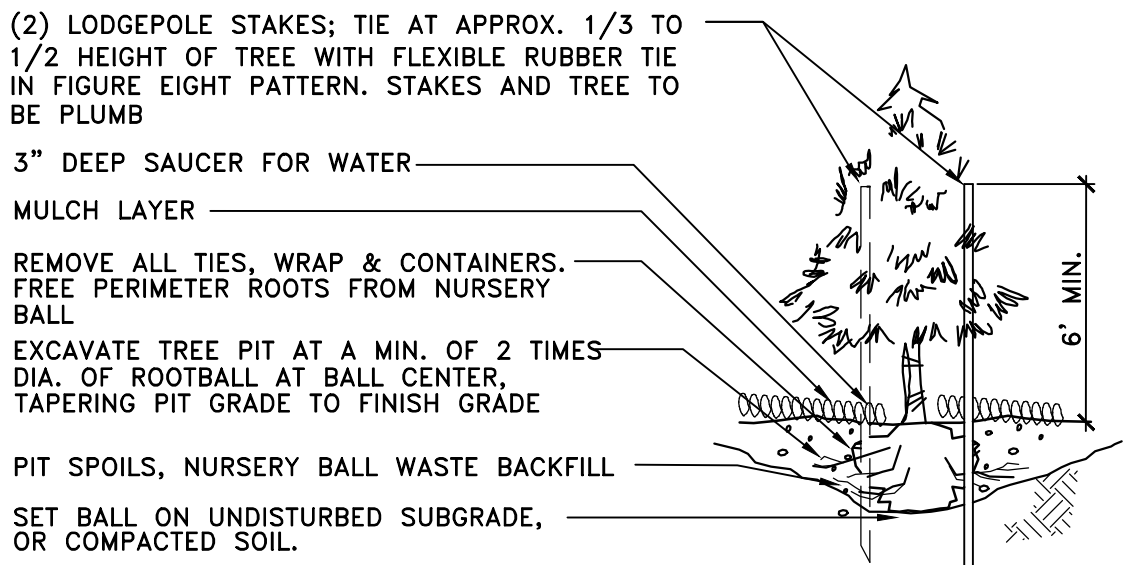 (2) LODGEPOLE STAKES; TIE AT APPROX. 1/3 TO
1/2 HEIGHT OF TREE WITH FLEXIBLE RUBBER TIE
IN FIGURE EIGHT PATTERN. STAKES AND TREE TO
BE PLUMB
3" DEEP SAUCER FOR WATER
MULCH LAYER
REMOVE ALL TIES, WRAP & CONTAINERS.
FREE PERIMETER ROOTS FROM NURSERY
BALL
EXCAVATE TREE PIT AT A MIN. OF 2 TIMES
DIA. OF ROOTBALL AT BALL CENTER,
TAPERING PIT GRADE TO FINISH GRADE
PIT SPOILS, NURSERY BALL WASTE BACKFILL
SET BALL ON UNDISTURBED SUBGRADE,
OR COMPACTED SOIL.
6' MIN.